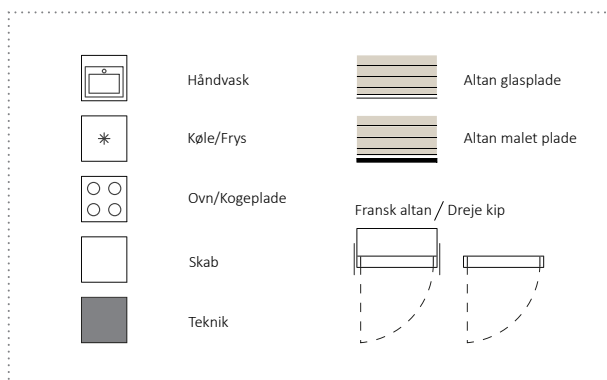 Håndvask
Køle/Frys
Ovn/Kogeplade
Skab
Teknik
Altan glasplade
Altan malet plade
Fransk altan / Dreje kip